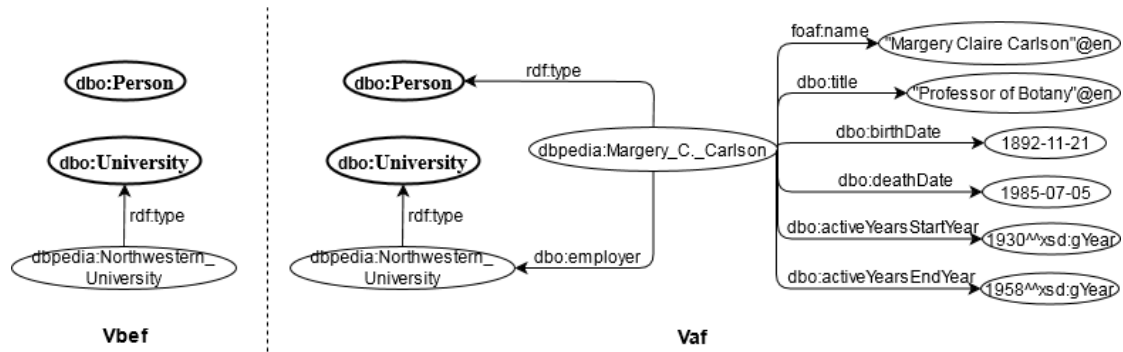 dbo:Person
dbo:University
rdf:type
dbpedia:Northwestern_
University
Vbef
dbo:Person
rdf:type
dbo:University
rdf:type
dbpedia:Northwestern_
University
dbo:employer
dbpedia:Margery_C._Carlson
foaf:name
"Margery Claire Carlson"@en
dbo:title
"Professor of Botany"@en
dbo:birthDate
1892-11-21
dbo:deathDate
1985-07-05
dbo:activeYearsStartYear
1930^^xsd:gYear
dbo:activeYearsEndYear
1958^^xsd:gYear
Vaf